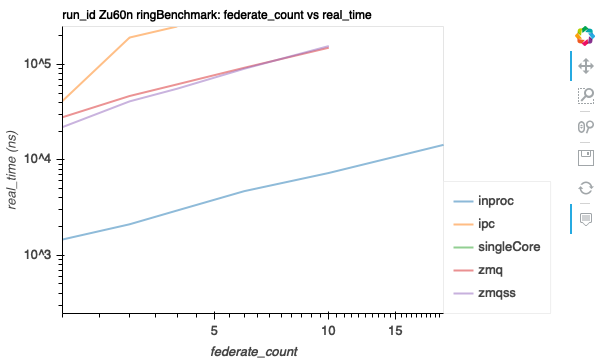 run_id Zu60n ringBenchmark: federate_count vs real_time
10^5
10^4
10^3
real_time (ns)
5
10
15
federate_count
inproc
ipc
singleCore
zmq
zmqss